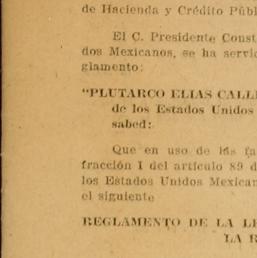 de Hacienda y Crédito Públ
El C. Presidente Const
dos Mexicanos, se ha servic
glamento:
"PLUTARCO ELIAS CALL
de los Estados Unidos
sabed:
Que en uso de las fa
fracción I del artículo 89 d
los Estados Unidos Mexican
el siguiente
REGLAMENTO DE LA LE
LA R